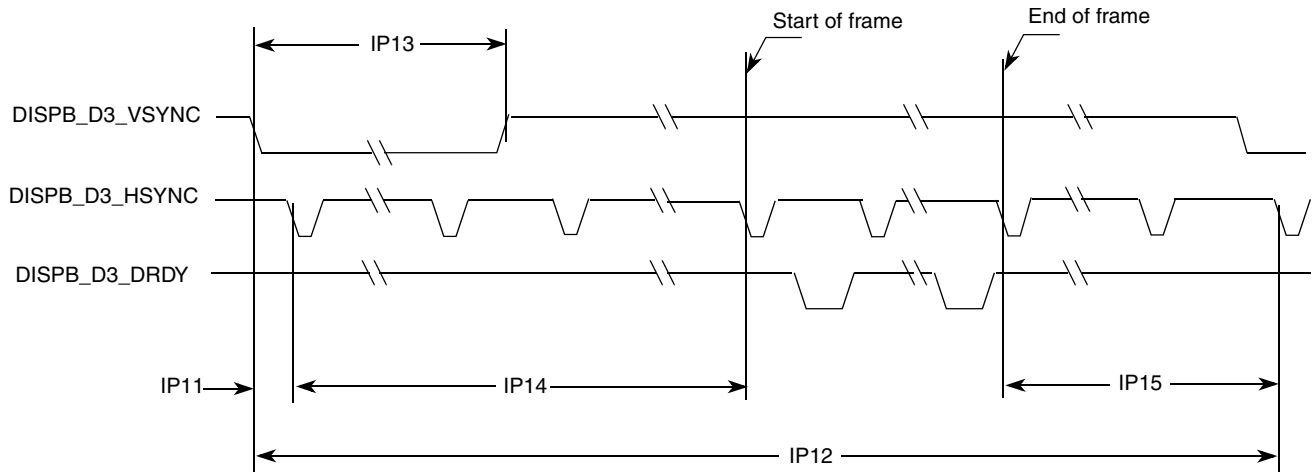 Start of frame
End of frame
IP13
DISPB_D3_VSYNC
DISPB_D3_HSYNC
DISPB_D3_DRDY
IP11
IP14
IP15
IP12